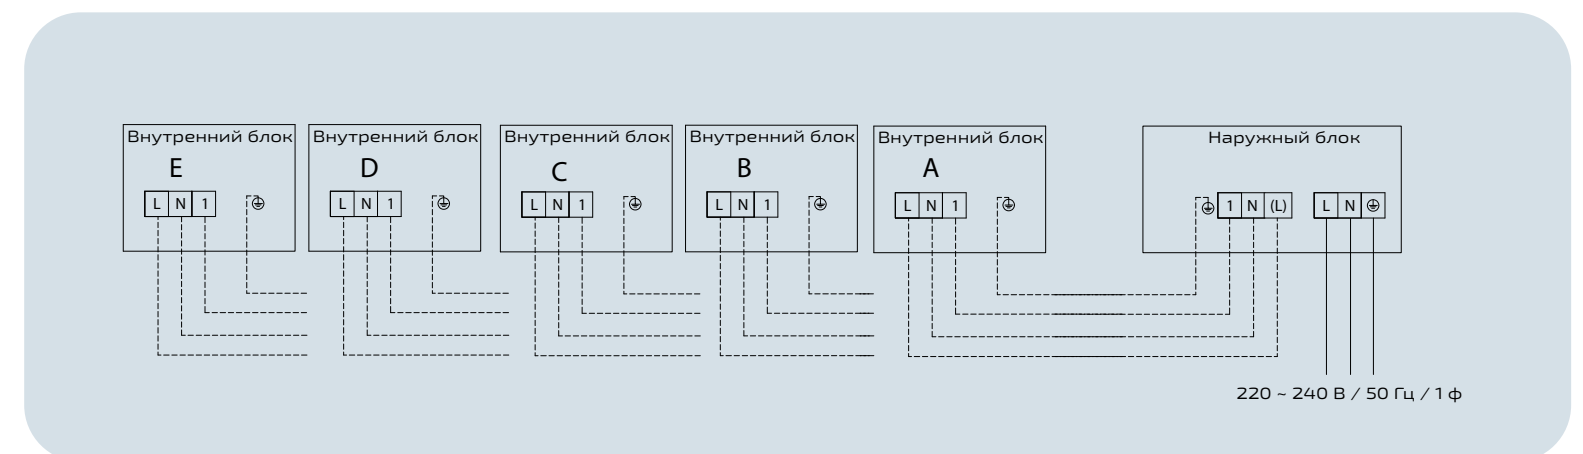 Внутренний блок Внутренний блок Внутренний блок Внутренний блок Внутренний блок Наружный блок
E D C B A
L N 1 L N 1 L N 1 L N 1 L N 1 1 N (L) L N
220 ~ 240 В / 50 Гц / 1 ф